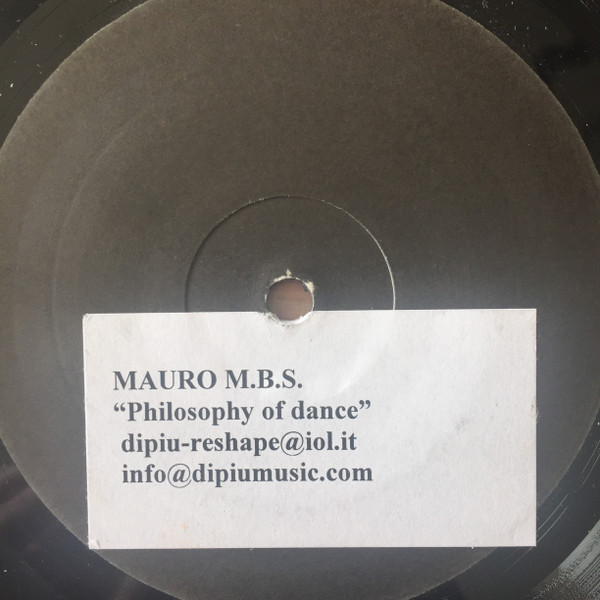 MAURO M.B.S.
“Philosophy of dance”
dipiu-reshape@iol.it
info@dipiumusic.com